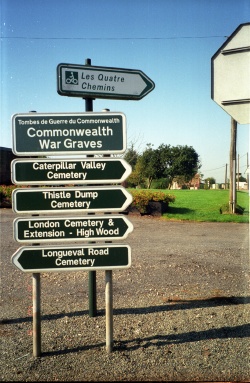 Les Quatre
Chemins
Tombes de Guerre du Commonwealth
Commonwealth
War Graves
Caterpillar Valley
Cemetery
Thistle Dump
Cemetery
London Cemetery &
Extension - High Wood
Longueval Road
Cemetery